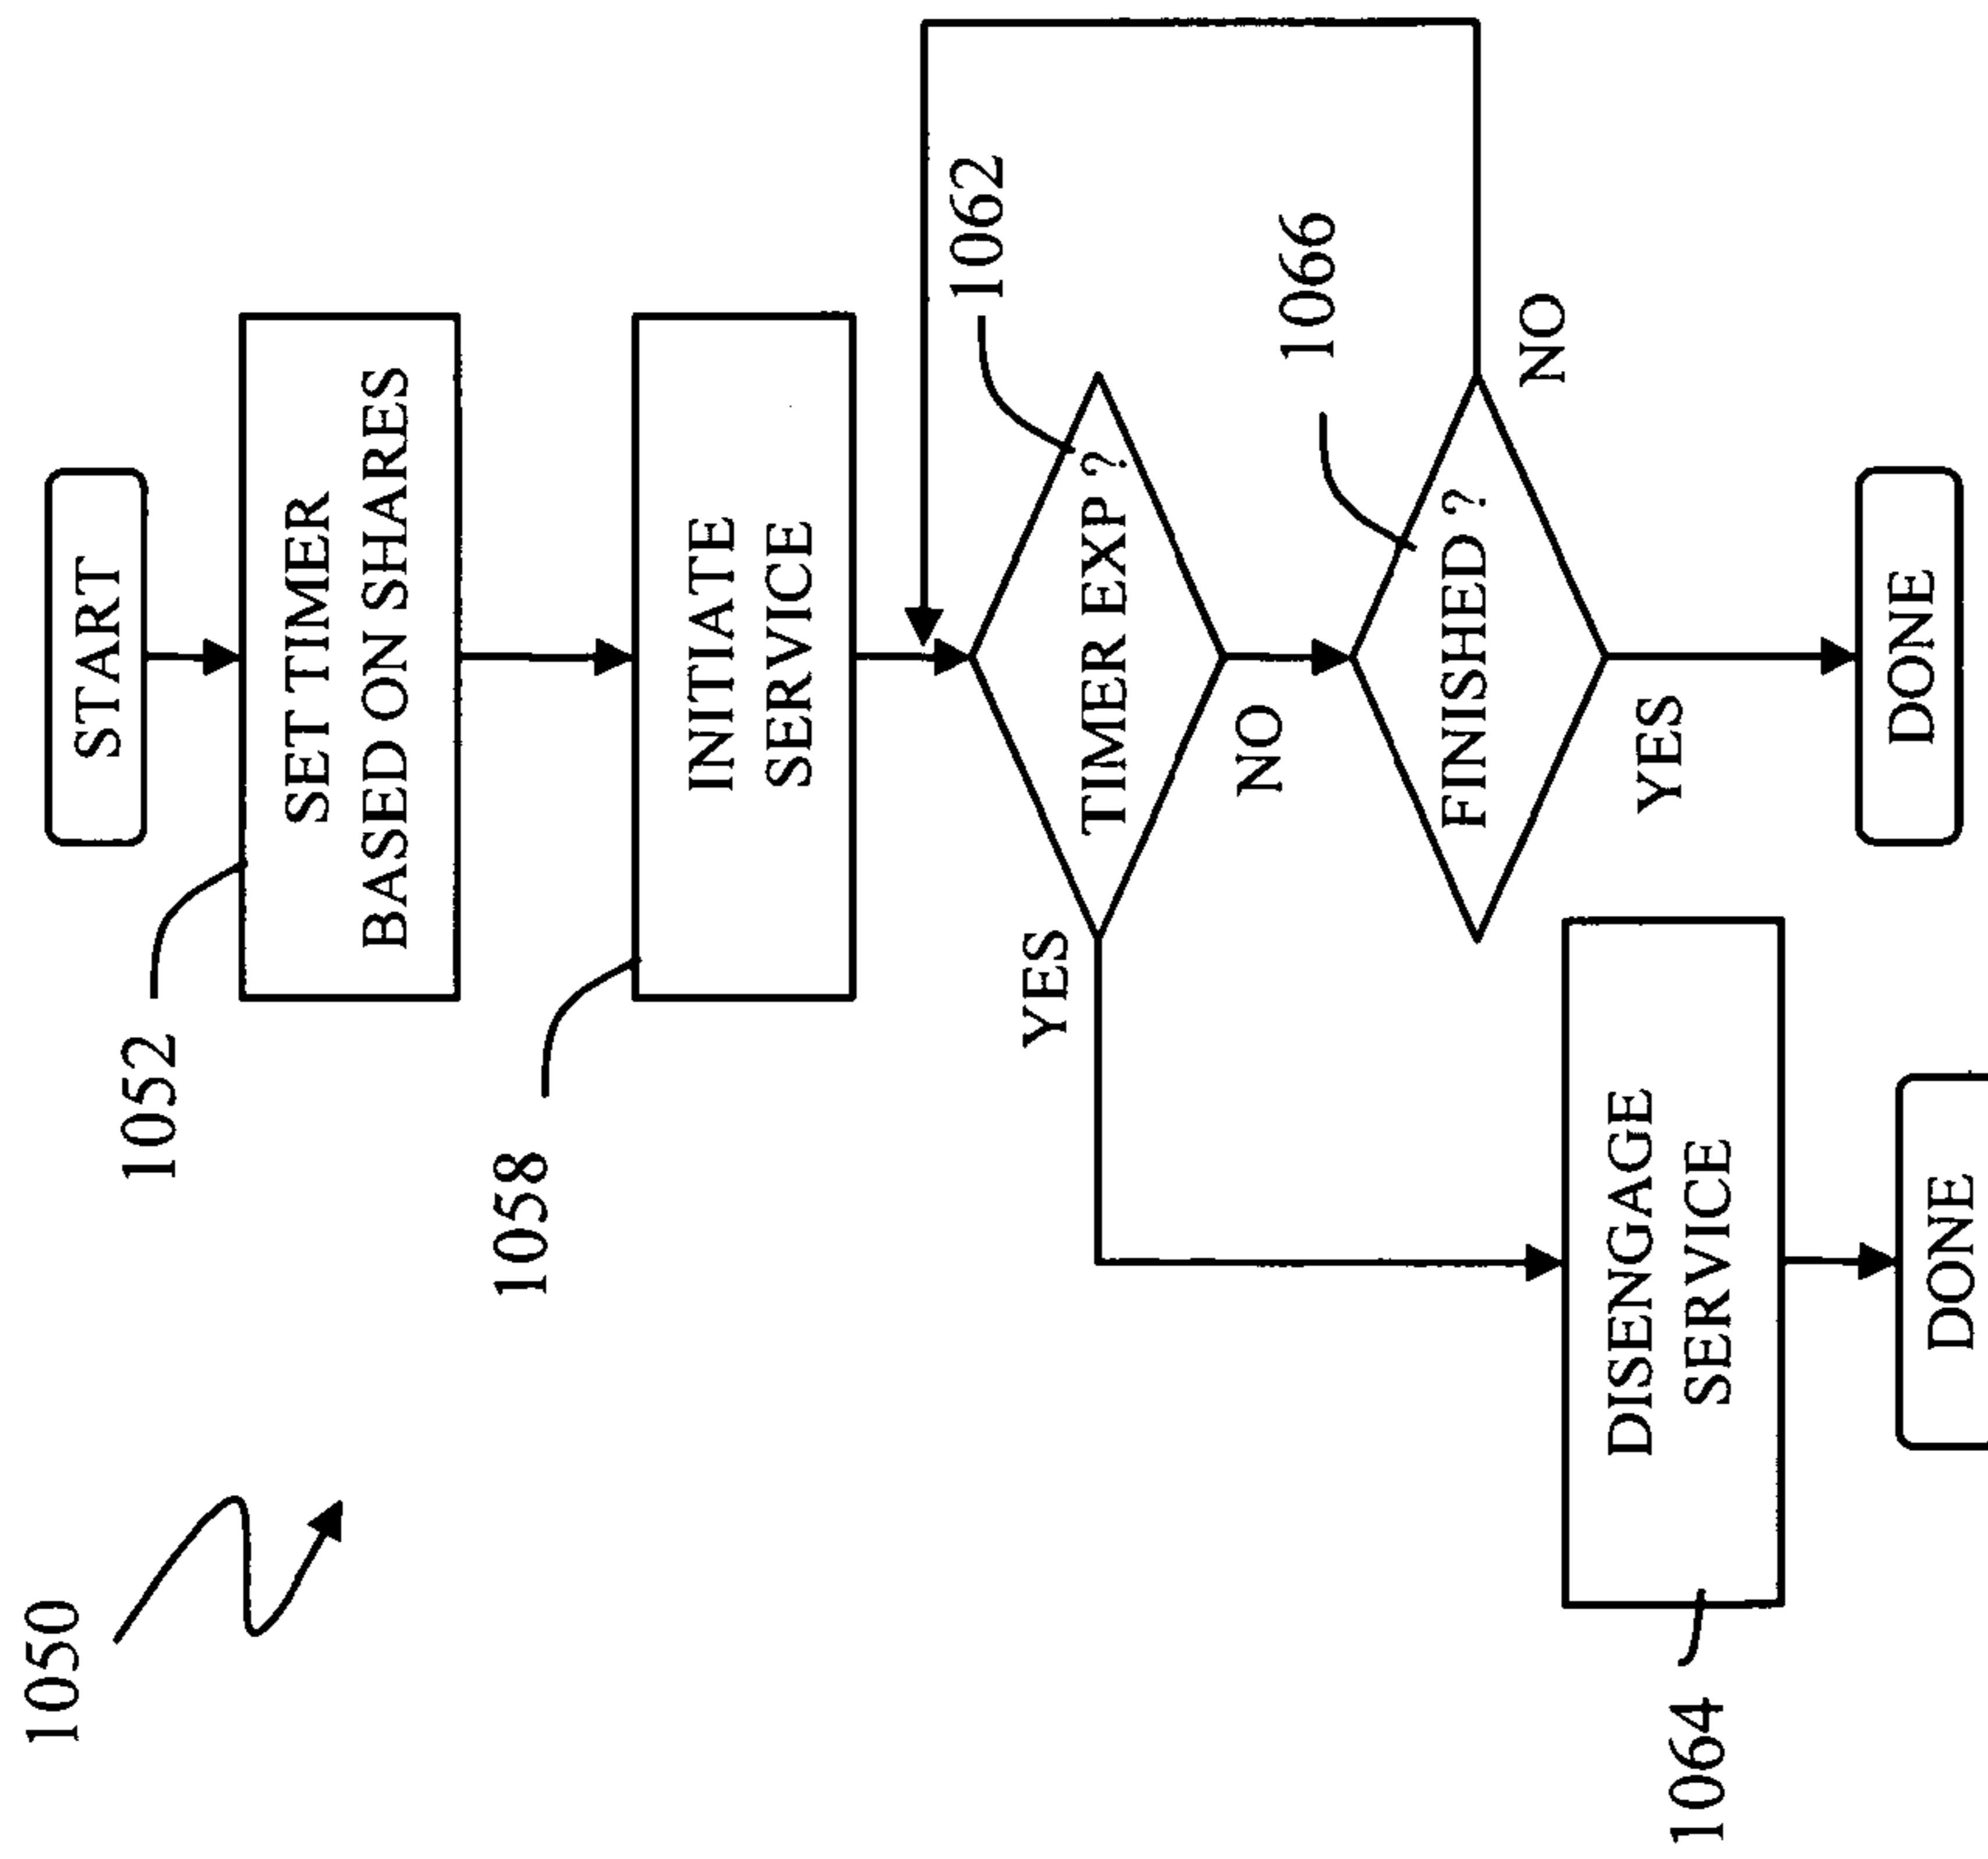 1050
START
1052
SET TIMER
BASED ON SHARES
1058
INITIATE
SERVICE
1062
TIMER EXP ?
YES
NO
1066
FINISHED ?
NO
YES
1064
DISENGAGE
SERVICE
DONE
DONE